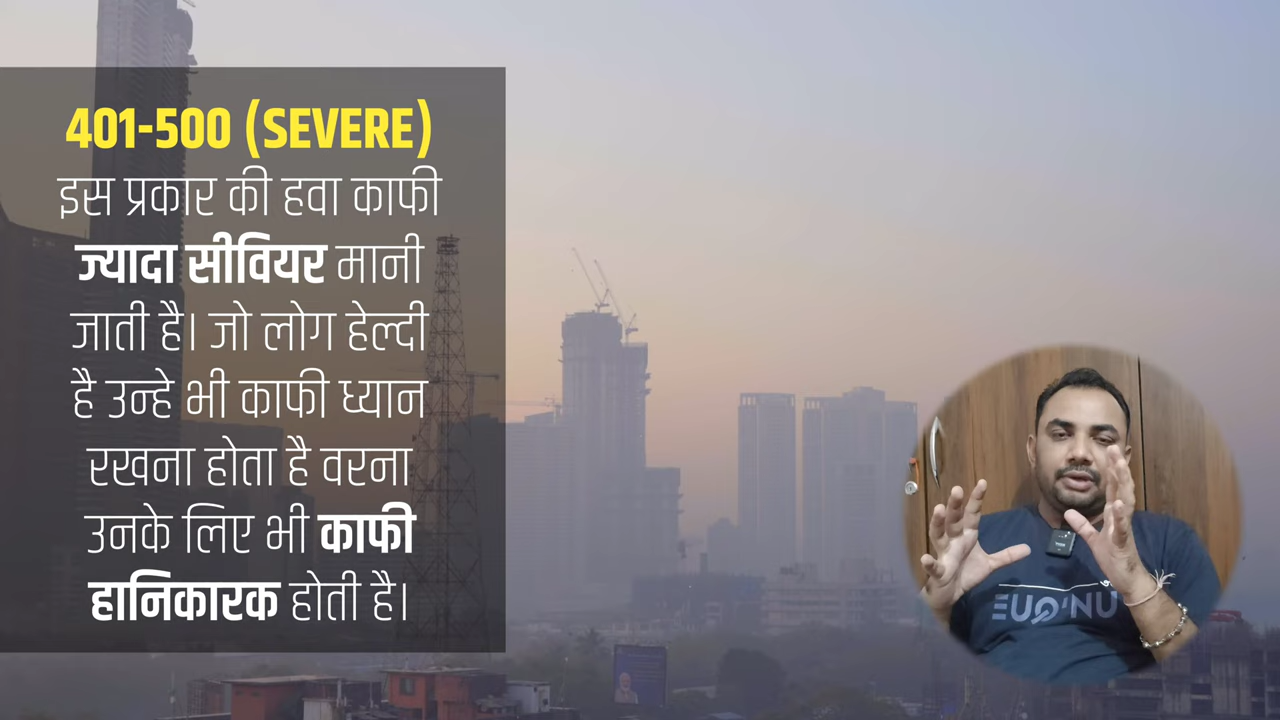 401-500 (SEVERE)
इस प्रकार की हवा काफी
ज्यादा सीवियर मानी
जाती है। जो लोग हेल्दी
है उन्हे भी काफी ध्यान
रखना होता है वरना
उनके लिए भी काफी
हानिकारक होती है।